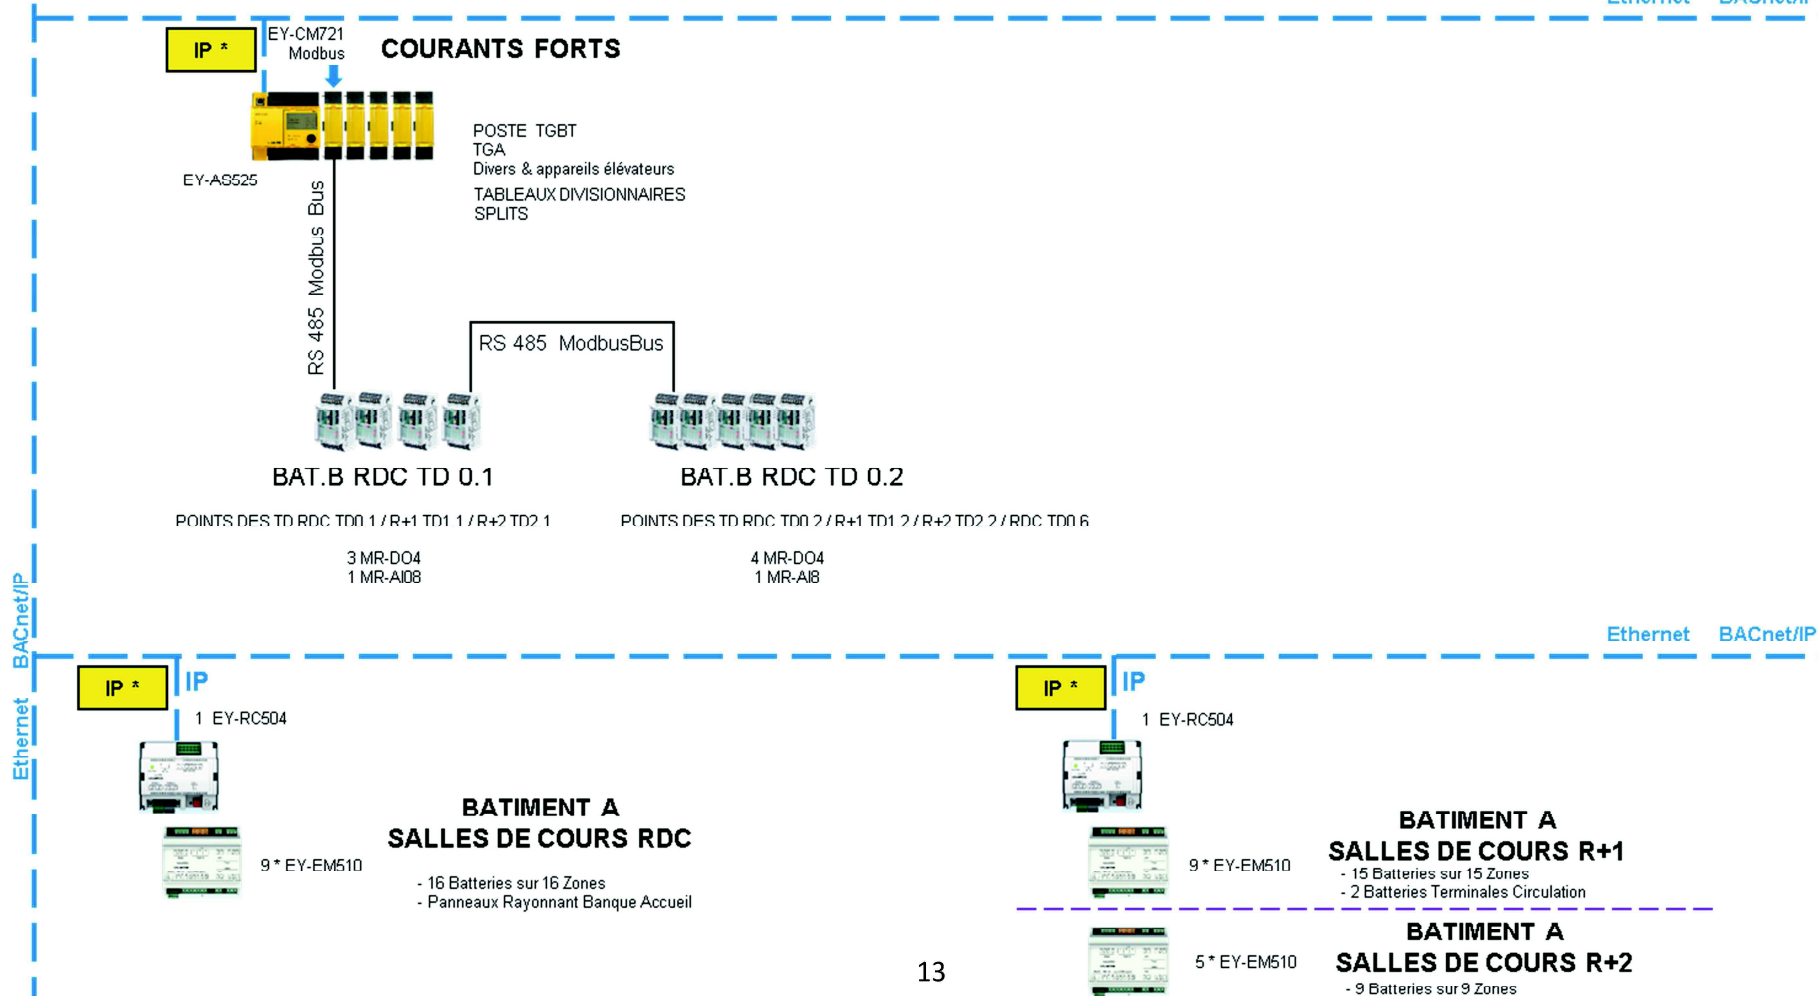 Ethernet BACnet/IP
IP *
EY-CM721
Modbus
COURANTS FORTS
POSTE TGBT
TGA
Divers & appareils élévateurs
TABLEAUX DIVISIONNAIRES
SPLITS
EY-AS525
RS 485 Modbus Bus
RS 485 ModbusBus
BAT.B RDC TD 0.1
BAT.B RDC TD 0.2
POINTS DES TD RDC TD0.1 / R+1 TD1.1 / R+2 TD2.1
POINTS DES TD RDC TD0.2 / R+1 TD1.2 / R+2 TD2.2 / RDC TD0.6
3 MR-DO4
1 MR-AI08
4 MR-DO4
1 MR-AI8
Ethernet BACnet/IP
Ethernet BACnet/IP
IP *
IP
1 EY-RC504
BATIMENT A
SALLES DE COURS RDC
9 * EY-EM510
- 16 Batteries sur 16 Zones
- Panneaux Rayonnant Banque Accueil
IP *
IP
1 EY-RC504
BATIMENT A
SALLES DE COURS R+1
9 * EY-EM510
- 15 Batteries sur 15 Zones
- 2 Batteries Terminales Circulation
BATIMENT A
SALLES DE COURS R+2
5 * EY-EM510
- 9 Batteries sur 9 Zones
13